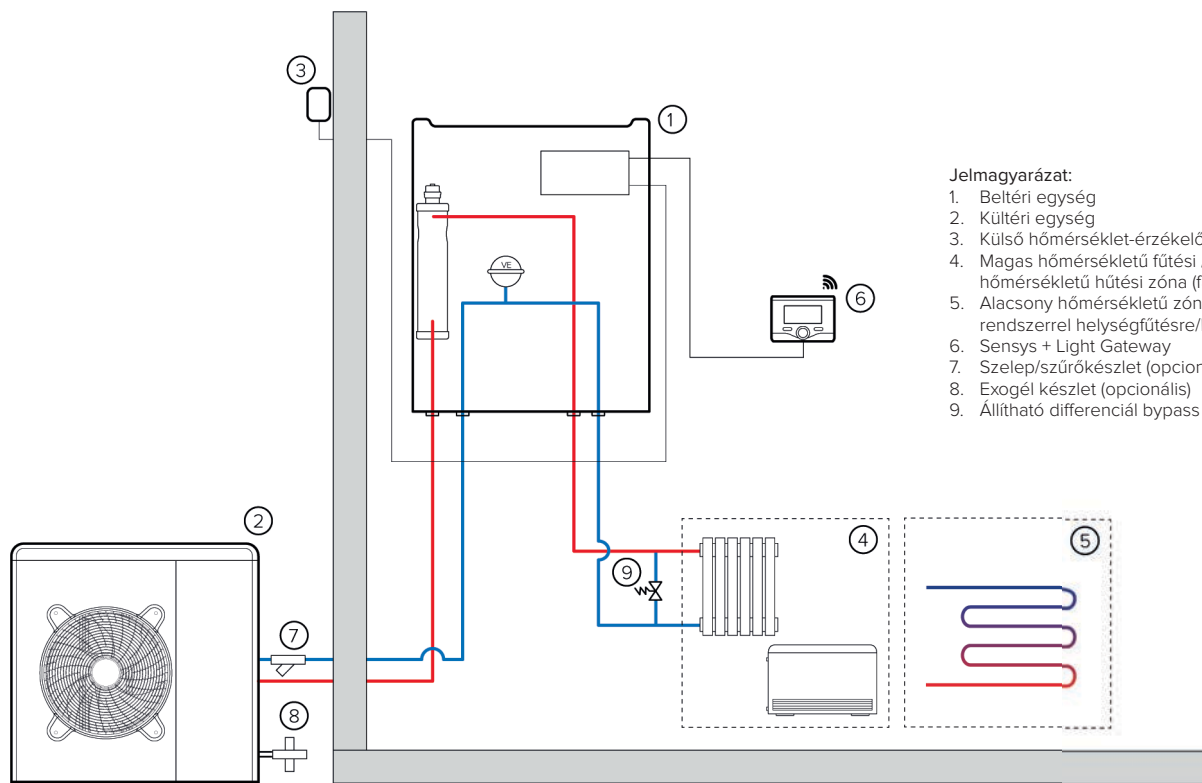 3
1
Jelmagyarázat:
1. Beltéri egység
2. Kültéri egység
3. Külső hőmérséklet-érzékelő
4. Magas hőmérsékletű fűtési
hőmérsékletű hűtési zóna (f
5. Alacsony hőmérsékletű zón
rendszerrel helységfűtésre/
6. Sensys + Light Gateway
7. Szelep/szűrőkészlet (opcion
8. Exogél készlet (opcionális)
9. Állítható differenciál bypass
VE
6
2
4
5
9
7
8